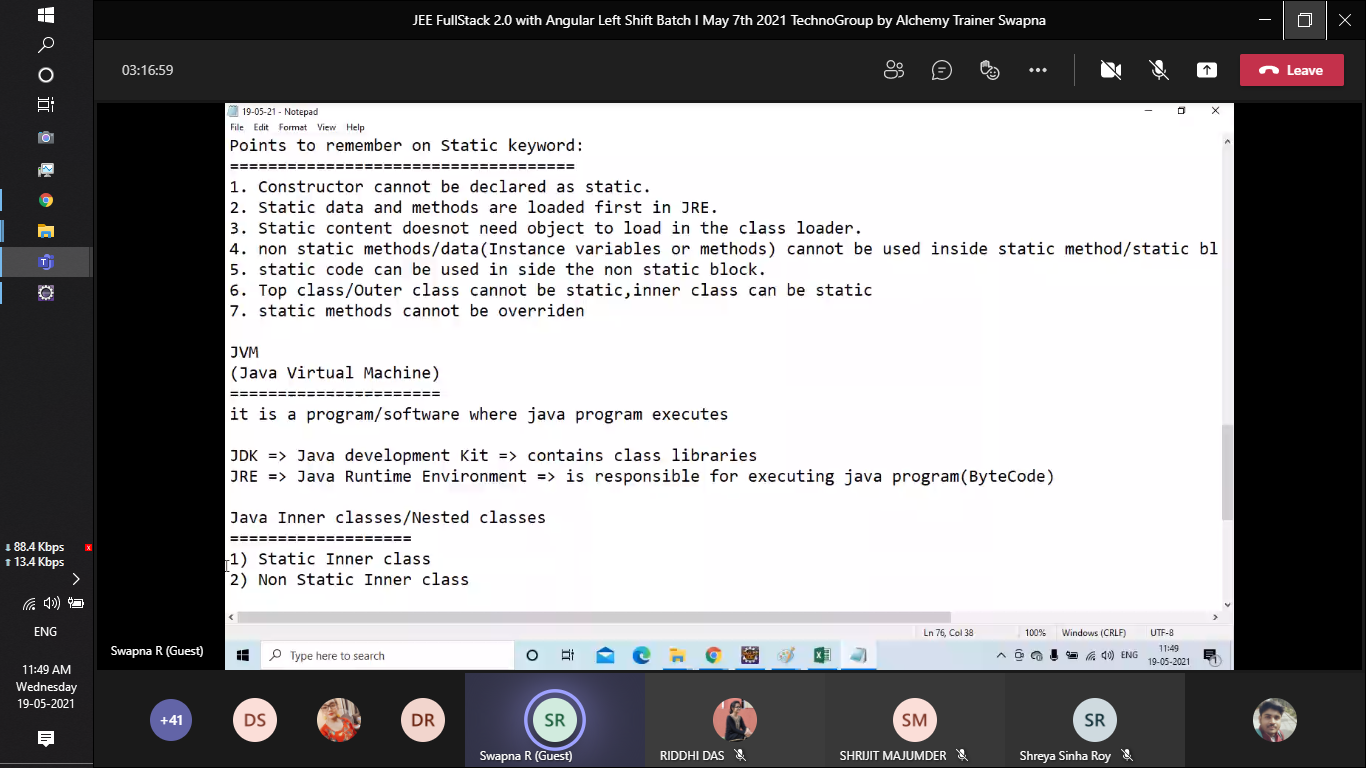 JEE FullStack 2.0 with Angular Left Shift Batch I May 7th 2021 TechnoGroup by Alchemy Trainer Swapna
03:16:59
Leave
19-05-21 - Notepad
File Edit Format View Help
Points to remember on Static keyword:
====================================
1. Constructor cannot be declared as static.
2. Static data and methods are loaded first in JRE.
3. Static content doesnot need object to load in the class loader.
4. non static methods/data(Instance variables or methods) cannot be used inside static method/static bl
5. static code can be used in side the non static block.
6. Top class/Outer class cannot be static,inner class can be static
7. static methods cannot be overriden
JVM
(Java Virtual Machine)
======================
it is a program/software where java program executes
JDK => Java development Kit => contains class libraries
JRE => Java Runtime Environment => is responsible for executing java program(ByteCode)
Java Inner classes/Nested classes
===================
1) Static Inner class
2) Non Static Inner class
Ln 76, Col 38 100% Windows (CRLF) UTF-8
Type here to search
ENG
11:49
19-05-2021
1
Swapna R (Guest)
88.4 Kbps
13.4 Kbps
x
ENG
11:49 AM
Wednesday
19-05-2021
+41
DS
DR
SR
Swapna R (Guest)
RIDDHI DAS
SM
SHRIJIT MAJUMDER
SR
Shreya Sinha Roy